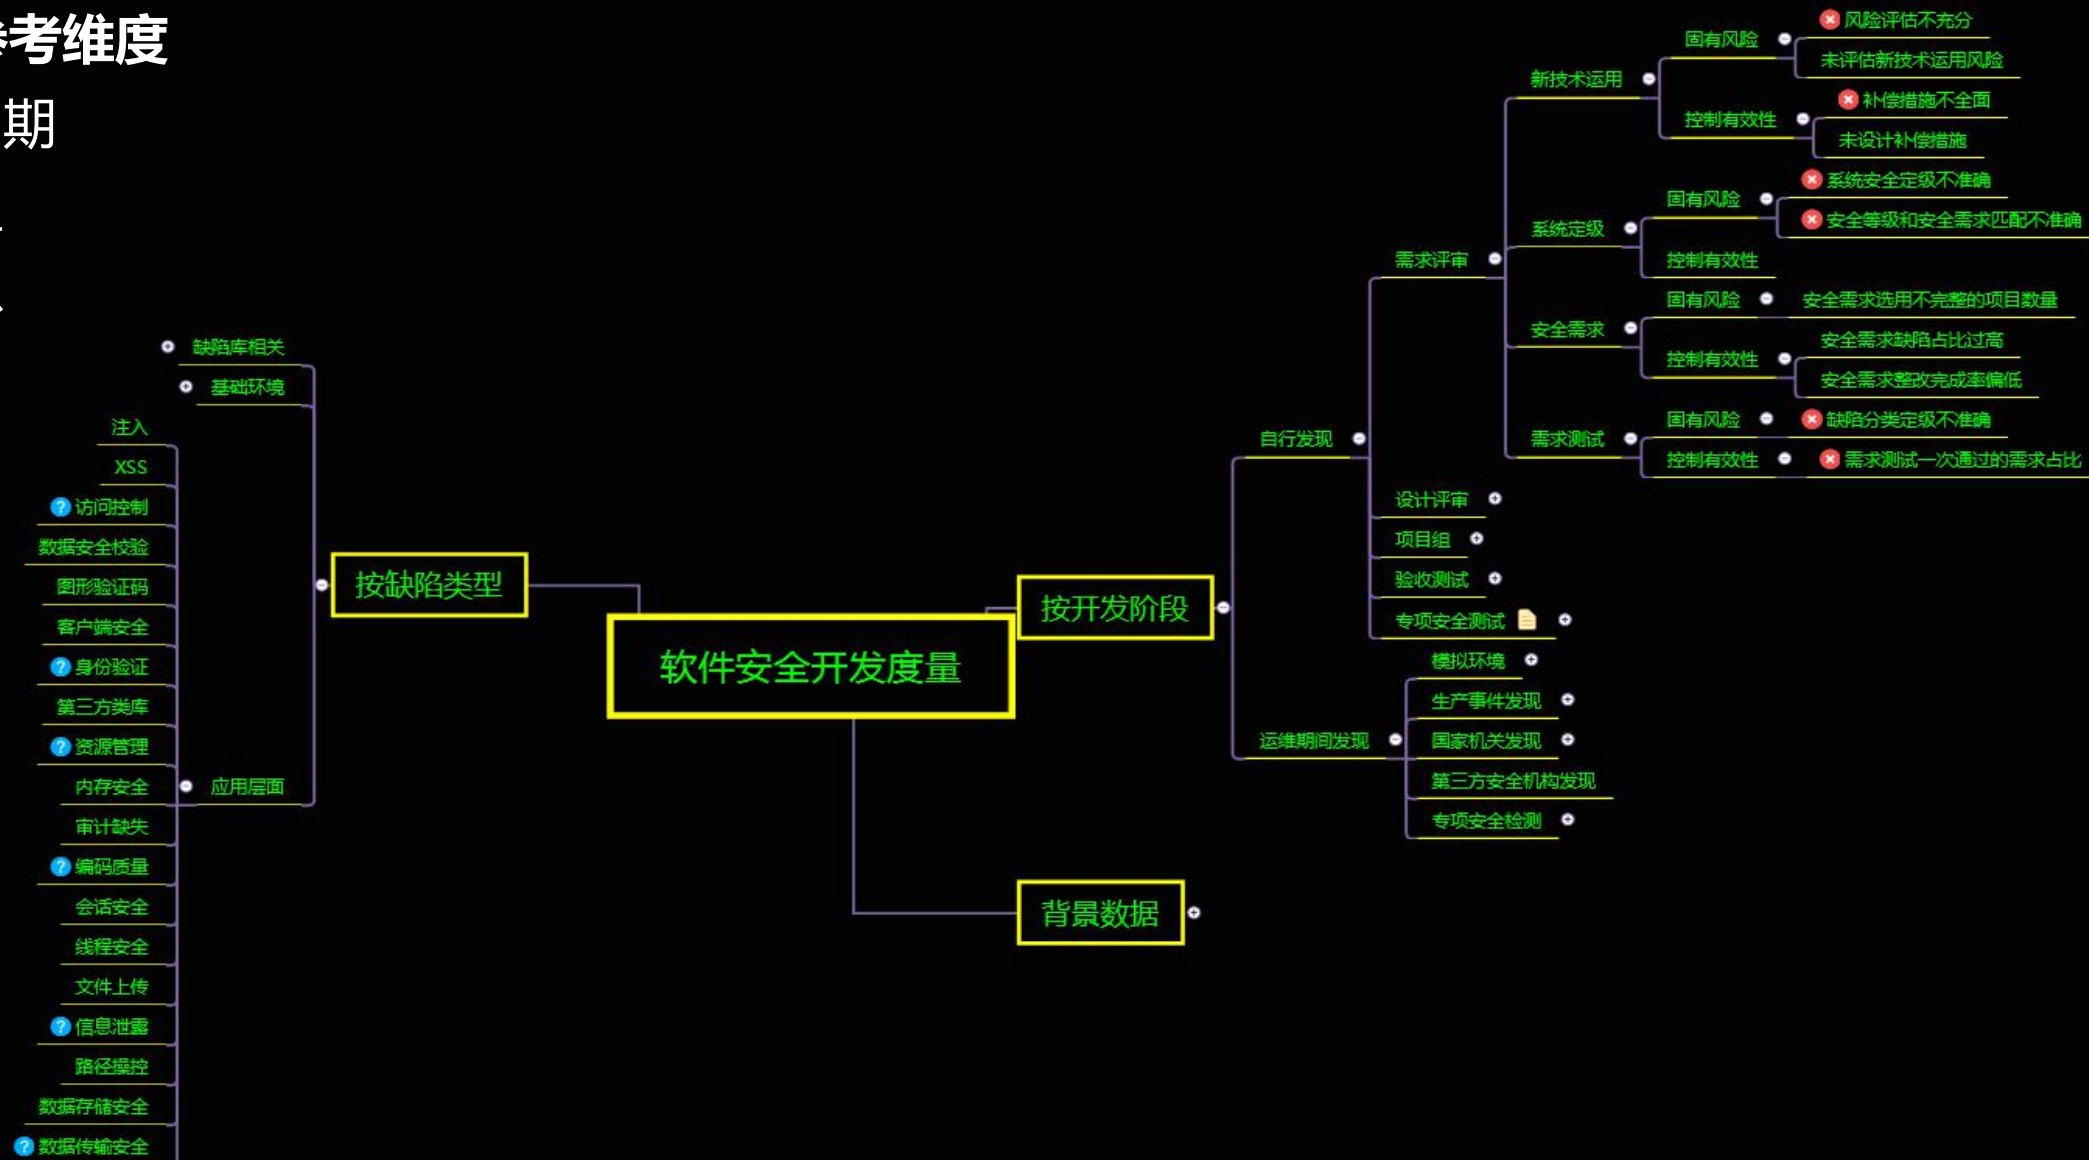 参考维度
期
软件安全开发度量
按缺陷类型
缺陷库相关
基础环境
应用层面
注入
XSS
访问控制
数据安全校验
图形验证码
客户端安全
身份验证
第三方类库
资源管理
内存安全
审计缺失
编码质量
会话安全
线程安全
文件上传
信息泄露
路径操控
数据存储安全
数据传输安全
按开发阶段
自行发现
需求评审
新技术运用
固有风险
风险评估不充分
未评估新技术运用风险
控制有效性
补偿措施不全面
未设计补偿措施
系统定级
固有风险
系统安全定级不准确
安全等级和安全需求匹配不准确
控制有效性
安全需求
固有风险
安全需求选用不完整的项目数量
控制有效性
安全需求缺陷占比过高
安全需求整改完成率偏低
需求测试
固有风险
缺陷分类定级不准确
控制有效性
需求测试一次通过的需求占比
设计评审
项目组
验收测试
专项安全测试
运维期间发现
模拟环境
生产事件发现
国家机关发现
第三方安全机构发现
专项安全检测
背景数据